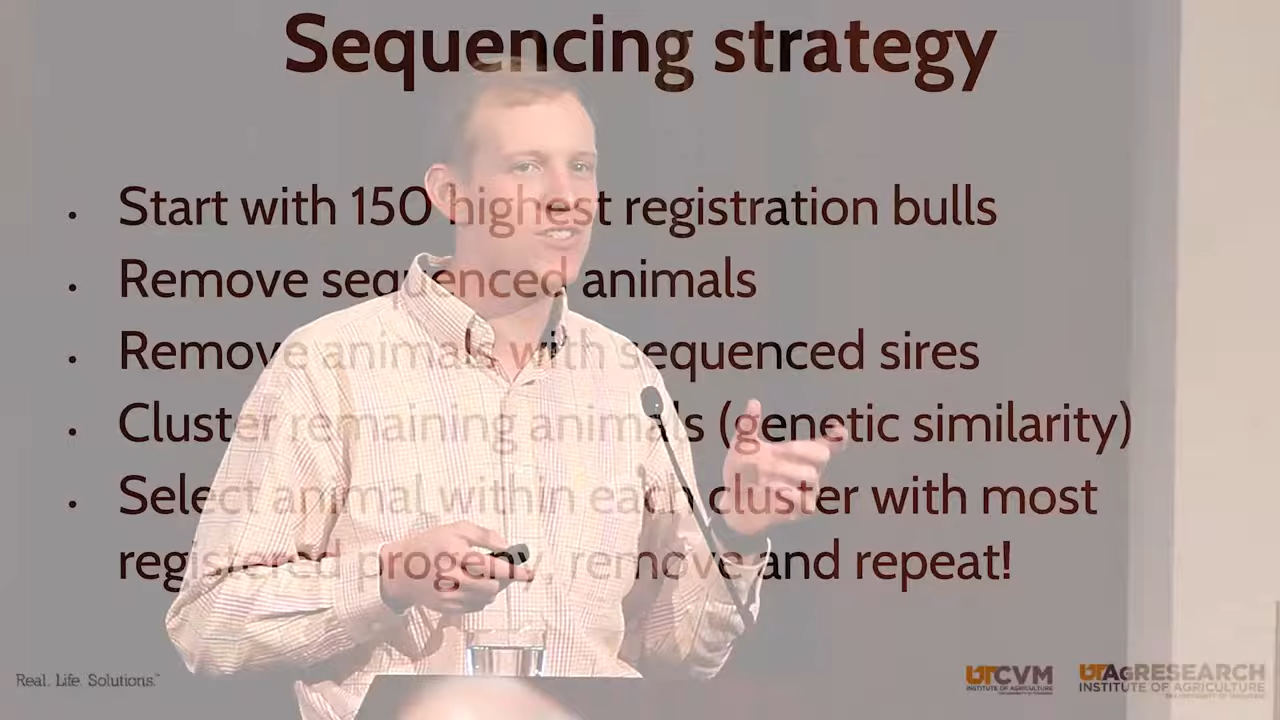 Sequencing strategy
• Start with 150 highest registration bulls
• Remove sequenced animals
• Remove animals with sequenced sires
• Cluster remaining animals (genetic similarity)
• Select animal within each cluster with most
registered progeny, remove and repeat!
Real. Life. Solutions.™
UTCVM
INSTITUTE OF AGRICULTURE
UTAgRESEARCH
INSTITUTE OF AGRICULTURE